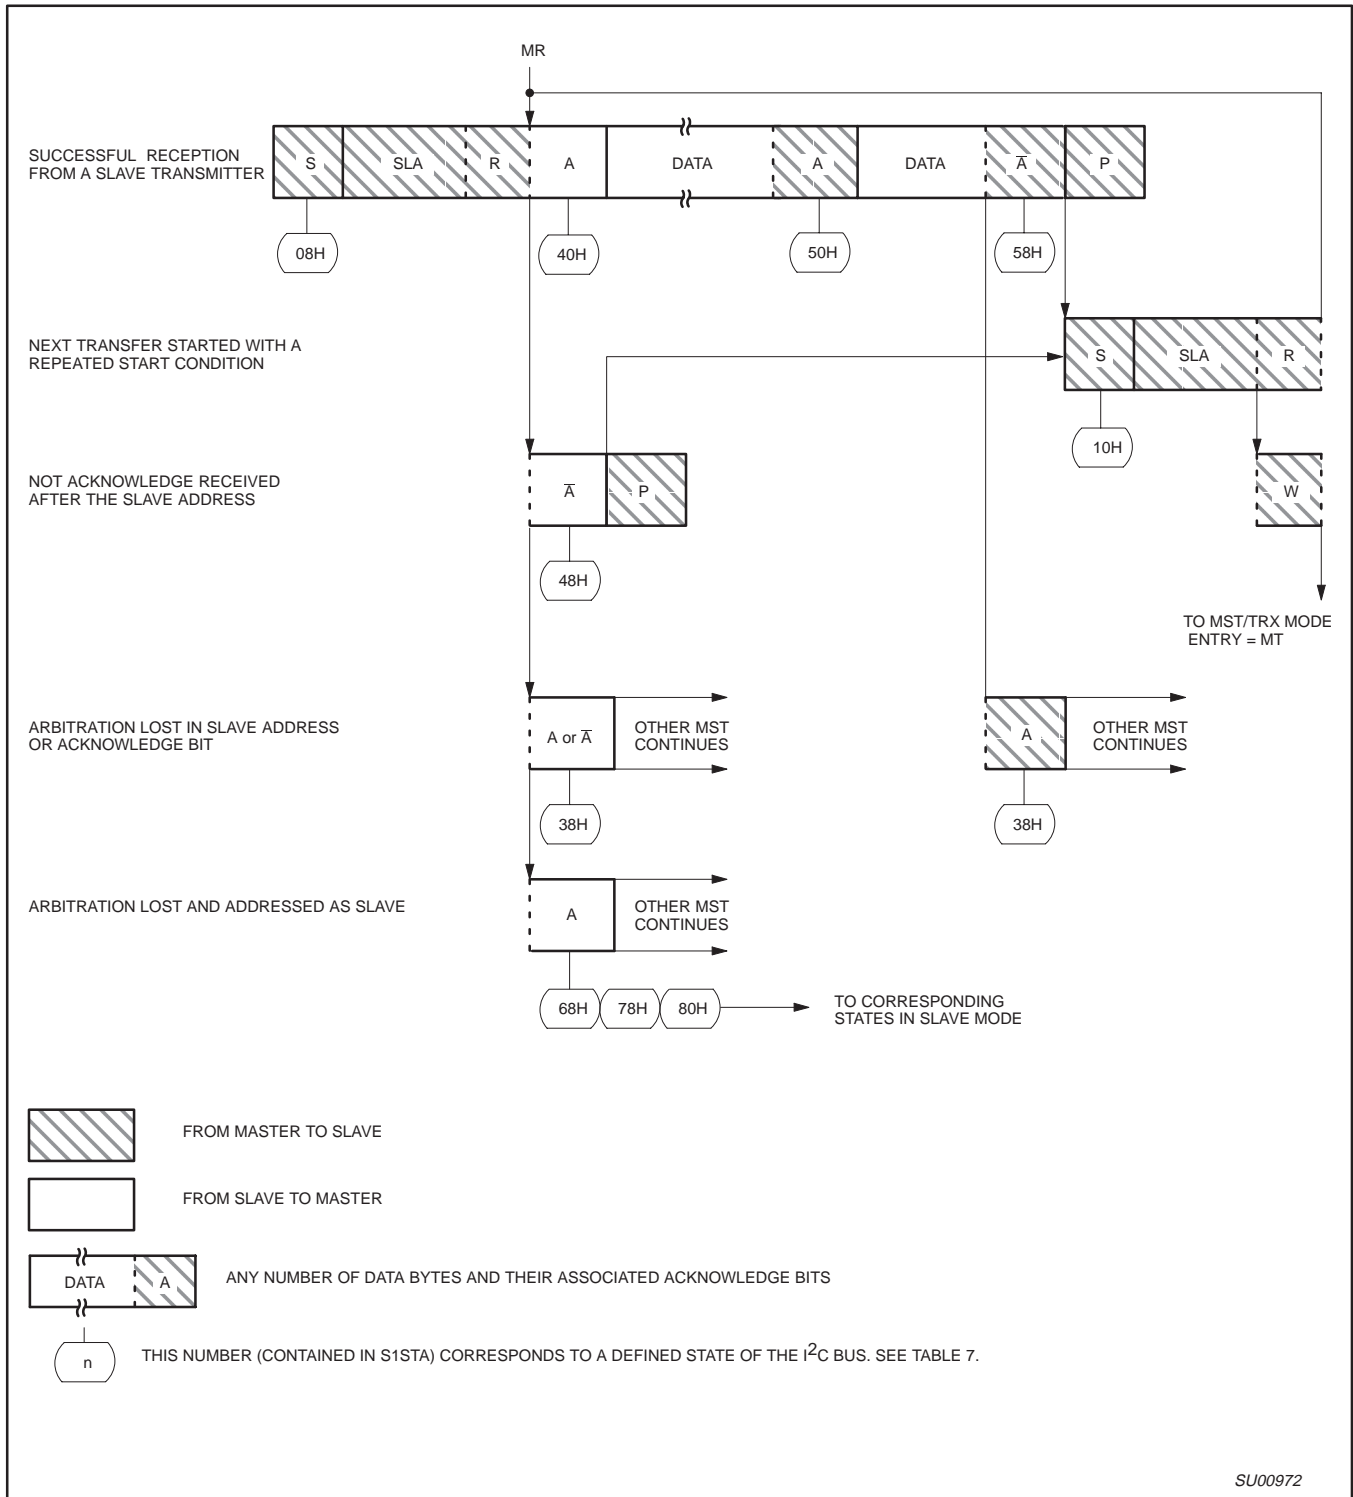 MR
SUCCESSFUL RECEPTION
FROM A SLAVE TRANSMITTER
S SLA R A DATA A DATA A̅ P
08H 40H 50H 58H
NEXT TRANSFER STARTED WITH A
REPEATED START CONDITION
S SLA R
10H
NOT ACKNOWLEDGE RECEIVED
AFTER THE SLAVE ADDRESS
A̅ P
W
48H
TO MST/TRX MODE
ENTRY = MT
ARBITRATION LOST IN SLAVE ADDRESS
OR ACKNOWLEDGE BIT
A or A̅
OTHER MST
CONTINUES
A
OTHER MST
CONTINUES
38H 38H
ARBITRATION LOST AND ADDRESSED AS SLAVE
A
OTHER MST
CONTINUES
68H 78H 80H
TO CORRESPONDING
STATES IN SLAVE MODE
FROM MASTER TO SLAVE
FROM SLAVE TO MASTER
DATA A
ANY NUMBER OF DATA BYTES AND THEIR ASSOCIATED ACKNOWLEDGE BITS
n
THIS NUMBER (CONTAINED IN S1STA) CORRESPONDS TO A DEFINED STATE OF THE I²C BUS. SEE TABLE 7.
SU00972